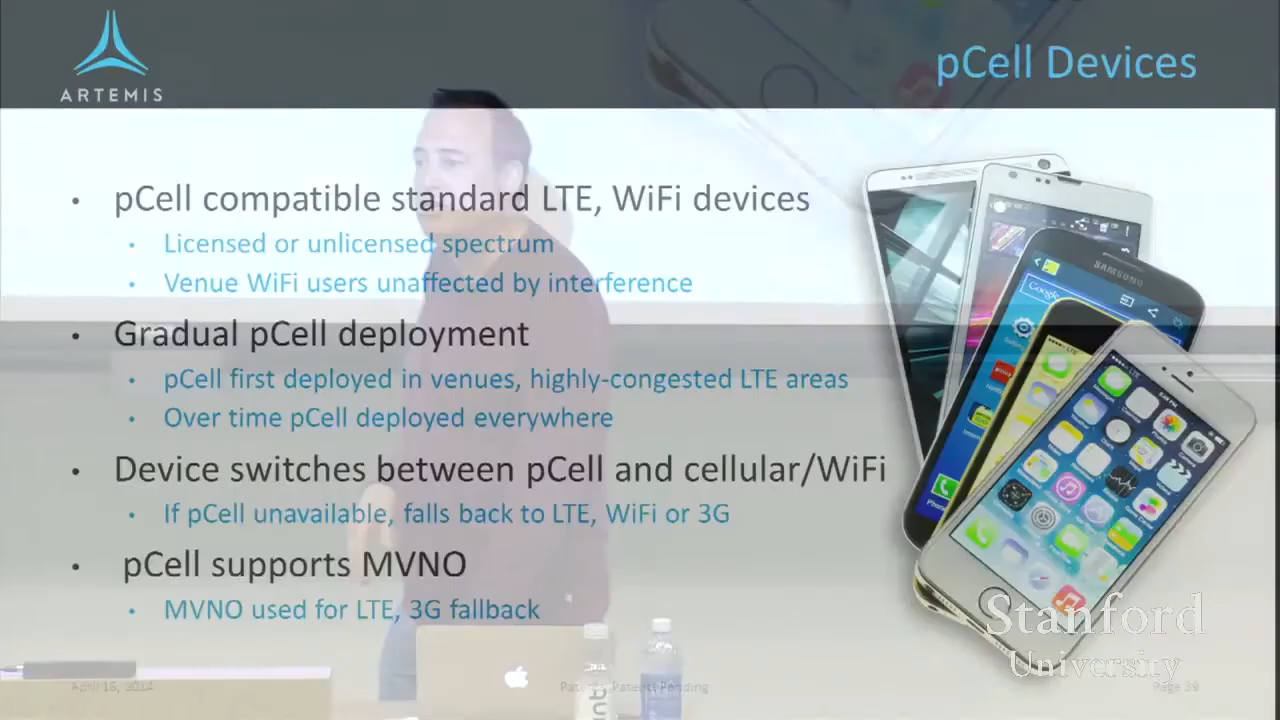 ARTEMIS
pCell Devices
• pCell compatible standard LTE, WiFi devices
• Licensed or unlicensed spectrum
• Venue WiFi users unaffected by interference
• Gradual pCell deployment
• pCell first deployed in venues, highly-congested LTE areas
• Over time pCell deployed everywhere
• Device switches between pCell and cellular/WiFi
• If pCell unavailable, falls back to LTE, WiFi or 3G
• pCell supports MVNO
• MVNO used for LTE, 3G fallback
SAMSUNG
Google
Stanford
University
Patents Pending
Page 39